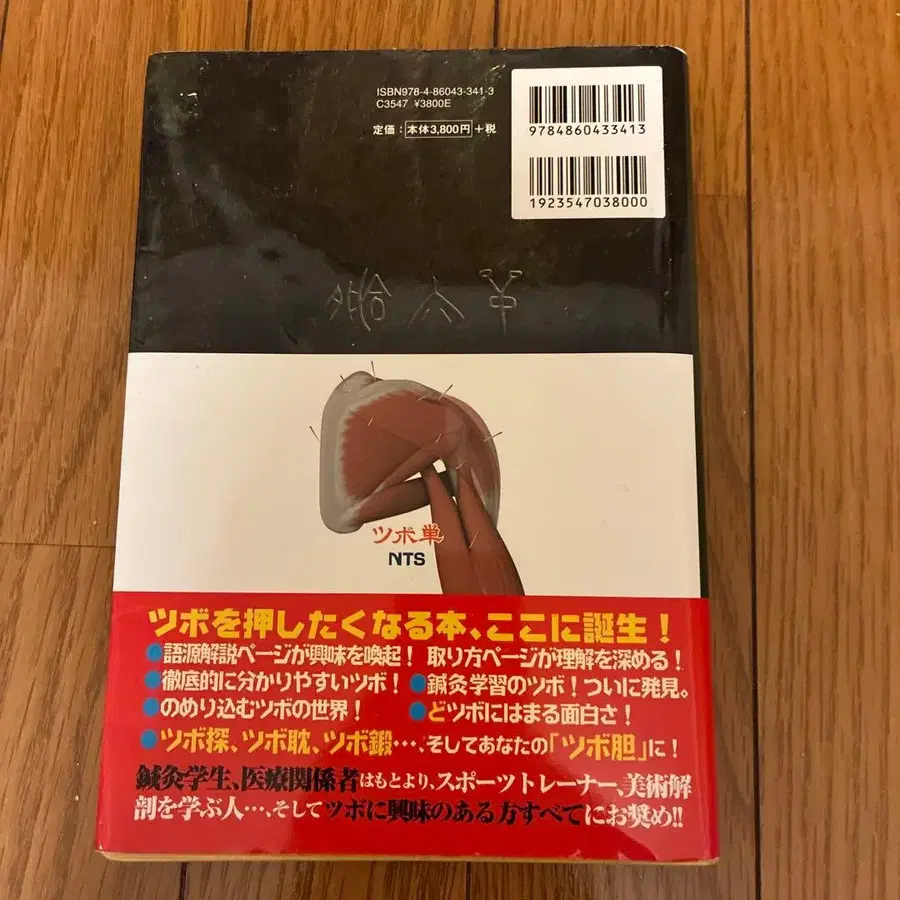 ISBN978-4-86043-341-3
C3547 ¥3800E
定価：本体3,800円＋税
9784860433413
1923547038000
ツボ単
NTS
ツボを押したくなる本、ここに誕生！
●語源解説ページが興味を喚起！ 取り方ページが理解を深める！
●徹底的に分かりやすいツボ！ ●鍼灸学習のツボ！ついに発見。
●のめり込むツボの世界！ ●どツボにはまる面白さ！
●ツボ探、ツボ耽、ツボ鍛…、そしてあなたの「ツボ胆」に！
鍼灸学生、医療関係者はもとより、スポーツトレーナー、美術解
剖を学ぶ人…、そしてツボに興味のある方すべてにお奨め!!